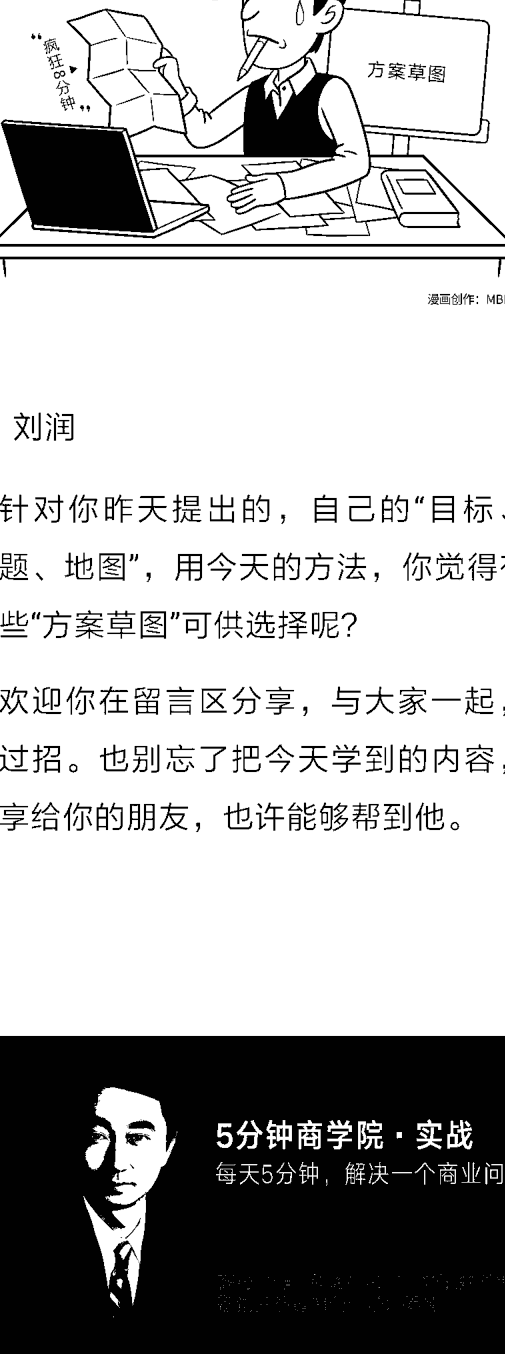 “疯狂8分钟”
方案草图
漫画创作：MB
刘润
针对你昨天提出的，自己的“目标、
题、地图”，用今天的方法，你觉得
些“方案草图”可供选择呢？
欢迎你在留言区分享，与大家一起，
过招。也别忘了把今天学到的内容，
享给你的朋友，也许能够帮到他。
5分钟商学院·实战
每天5分钟，解决一个商业问